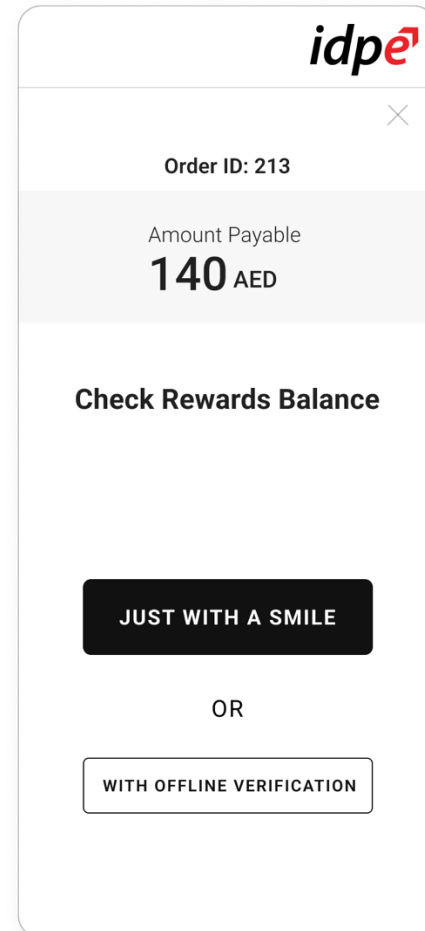 idpe
Order ID: 213
Amount Payable
140 AED
Check Rewards Balance
JUST WITH A SMILE
OR
WITH OFFLINE VERIFICATION